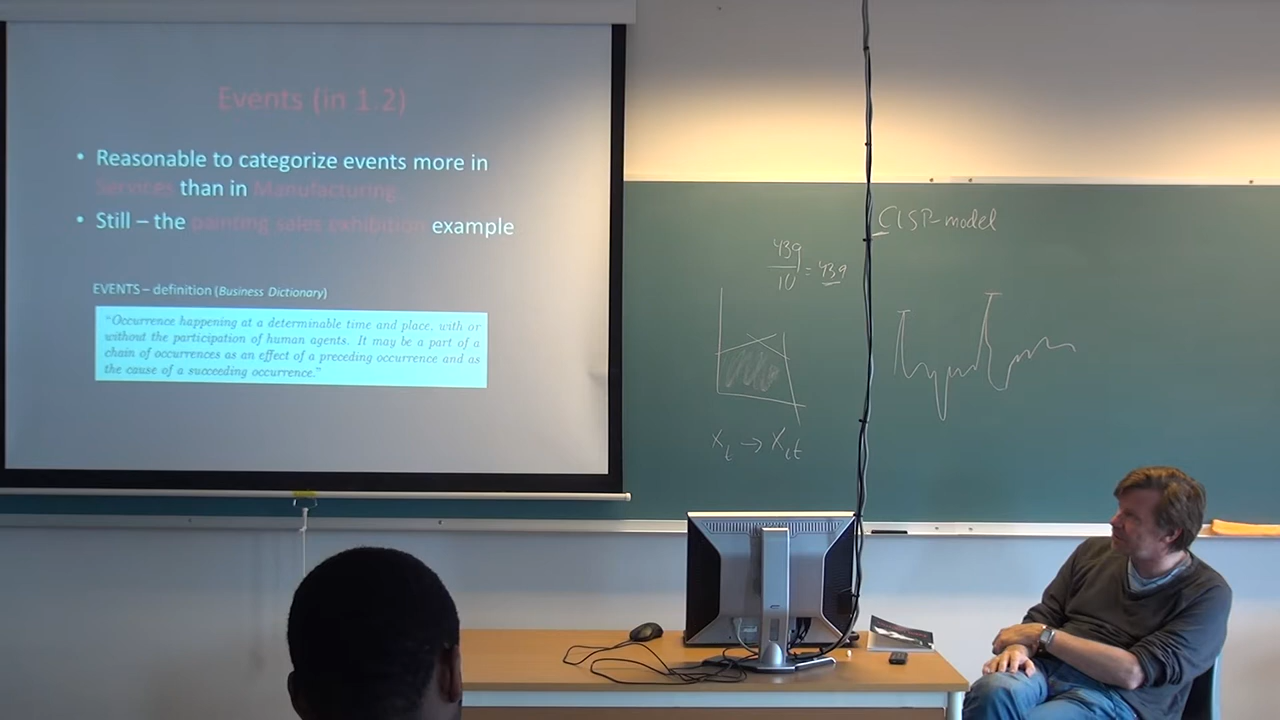 Events (in 1.2)
• Reasonable to categorize events more in
Services than in Manufacturing
• Still – the painting sales exhibition example
EVENTS – definition (Business Dictionary)
"Occurrence happening at a determinable time and place, with or
without the participation of human agents. It may be a part of a
chain of occurrences as an effect of a preceding occurrence and as
the cause of a succeeding occurrence."
CLSP-model
439
10 = 43,9
X_t → X_it